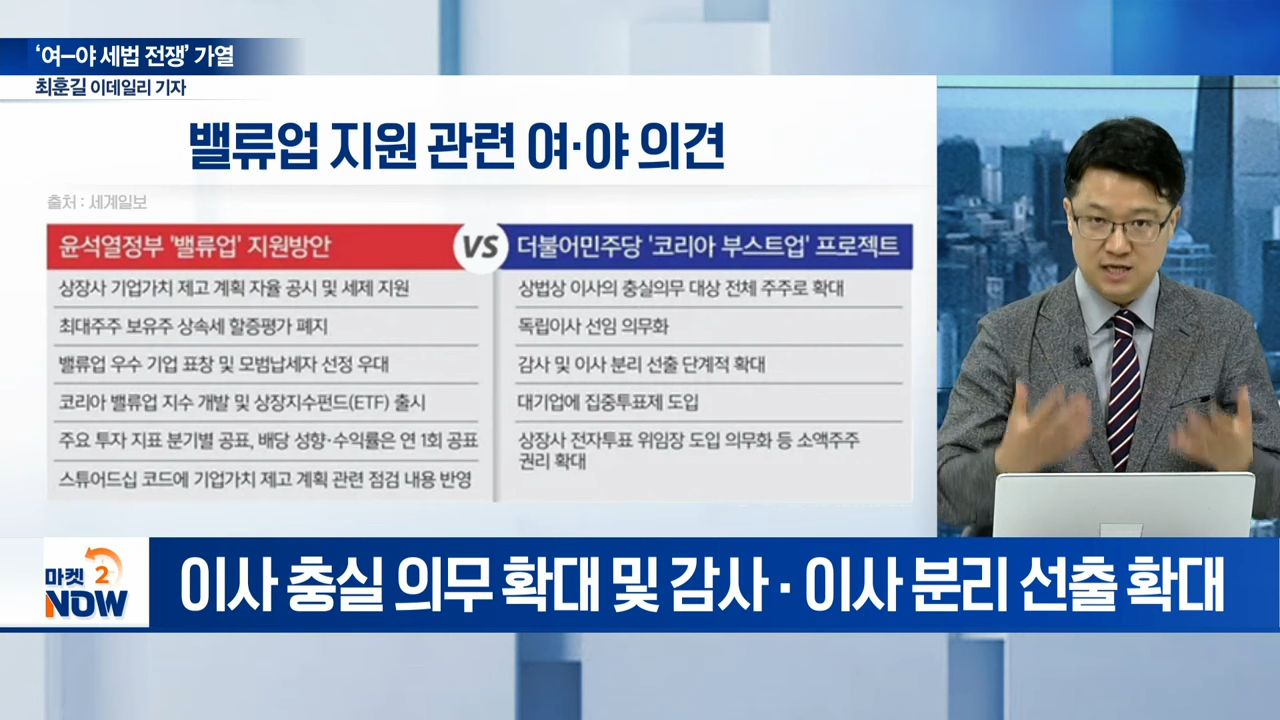 ‘여-야 세법 전쟁’ 가열
최훈길 이데일리 기자
밸류업 지원 관련 여·야 의견
출처 : 세계일보
윤석열정부 '밸류업' 지원방안
VS
더불어민주당 '코리아 부스트업' 프로젝트
상장사 기업가치 제고 계획 자율 공시 및 세제 지원
최대주주 보유주 상속세 할증평가 폐지
밸류업 우수 기업 표창 및 모범납세자 선정 우대
코리아 밸류업 지수 개발 및 상장지수펀드(ETF) 출시
주요 투자 지표 분기별 공표, 배당 성향·수익률은 연 1회 공표
스튜어드십 코드에 기업가치 제고 계획 관련 점검 내용 반영
상법상 이사의 충실의무 대상 전체 주주로 확대
독립이사 선임 의무화
감사 및 이사 분리 선출 단계적 확대
대기업에 집중투표제 도입
상장사 전자투표 위임장 도입 의무화 등 소액주주
권리 확대
마켓 2
NOW
이사 충실 의무 확대 및 감사·이사 분리 선출 확대